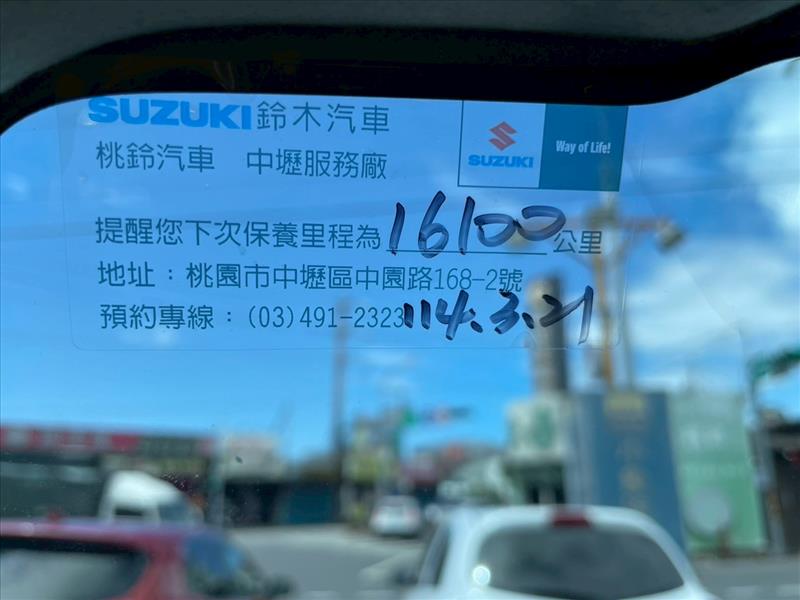 SUZUKI鈴木汽車
桃鈴汽車 中壢服務廠
SUZUKI
Way of Life!
提醒您下次保養里程為16100公里
地址：桃園市中壢區中園路168-2號
預約專線：(03)491-2323 114.3.21